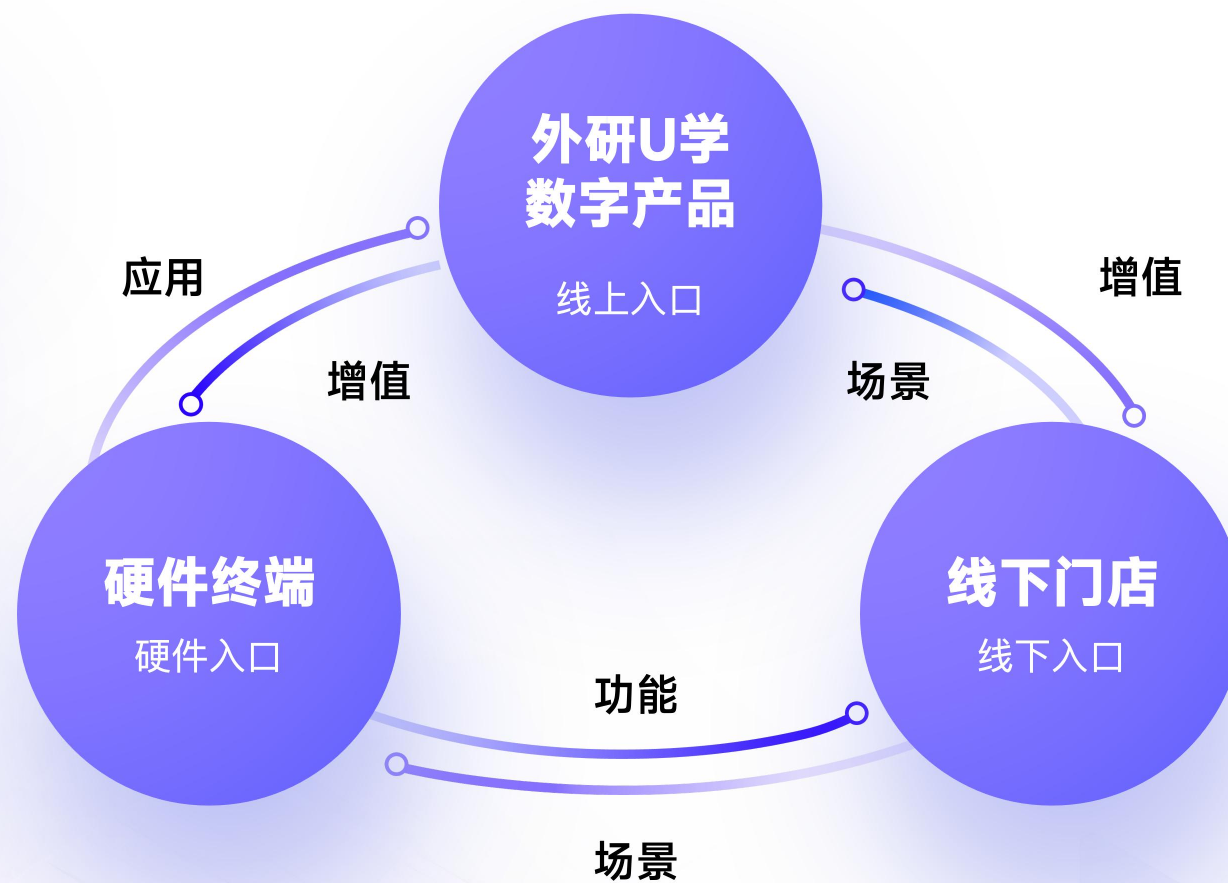 外研U学
数字产品
线上入口
应用
增值
增值
场景
硬件终端
硬件入口
线下门店
线下入口
功能
场景